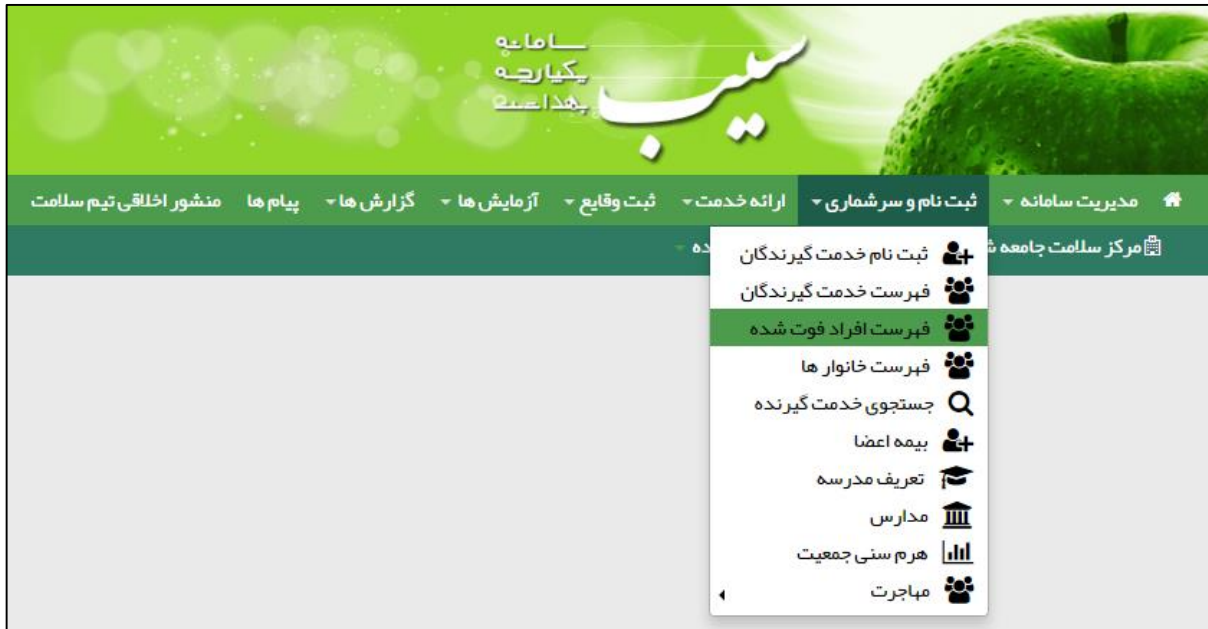 سامانه
یکپارچه
بهداشت
سیب
مدیریت سامانه ثبت نام و سرشماری ارائه خدمت ثبت وقایع آزمایش ها گزارش ها پیام ها منشور اخلاقی تیم سلامت
مرکز سلامت جامعه
ثبت نام خدمت گیرندگان
فهرست خدمت گیرندگان
فهرست افراد فوت شده
فهرست خانوار ها
جستجوی خدمت گیرنده
بیمه اعضا
تعریف مدرسه
مدارس
هرم سنی جمعیت
مهاجرت